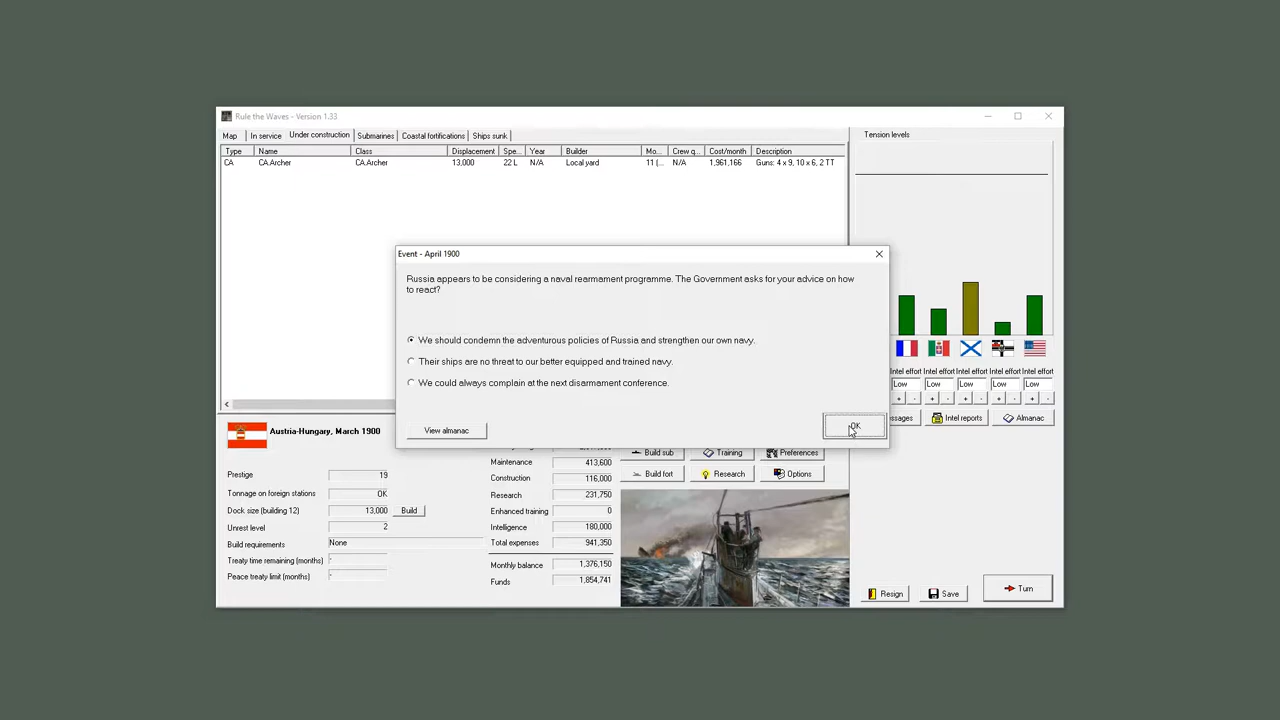 Rule the Waves - Version 1.33
Map In service Under construction Submarines Coastal fortifications Ships sunk
Tension levels
Type Name Class Displacement Spe... Year Builder Mo... Crew q... Cost/month Description
CA CA.Archer CA.Archer 13,000 22 L N/A Local yard 11 (... N/A 1,961,166 Guns: 4 x 9, 10 x 6, 2 TT
Event - April 1900
Russia appears to be considering a naval rearmament programme. The Government asks for your advice on how
to react?
We should condemn the adventurous policies of Russia and strengthen our own navy.
Their ships are no threat to our better equipped and trained navy.
We could always complain at the next disarmament conference.
View almanac
OK
Intel effort Intel effort Intel effort Intel effort Intel effort
Low Low Low Low Low
+ - + - + - + - + -
Intel reports Almanac
Austria-Hungary, March 1900
Prestige 19
Tonnage on foreign stations OK
Dock size (building 12) 13,000 Build
Unrest level 2
Build requirements None
Treaty time remaining (months) -
Peace treaty limit (months) -
Maintenance 413,600
Construction 116,000
Research 231,750
Enhanced training 0
Intelligence 180,000
Total expenses 941,350
Monthly balance 1,376,150
Funds 1,854,741
Build sub Training Preferences
Build fort Research Options
Resign Save Turn